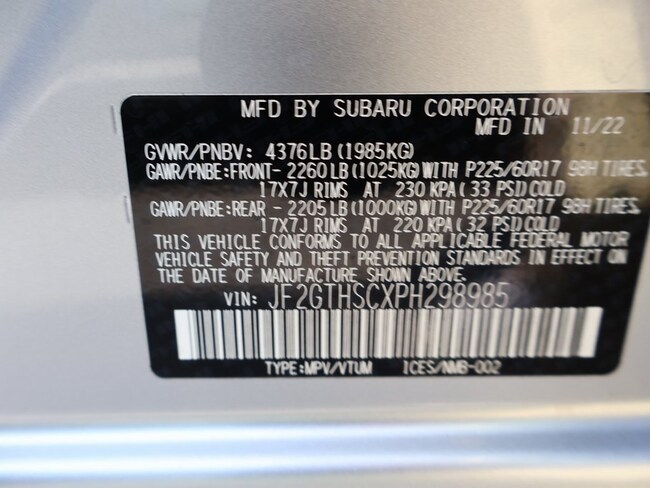 MFD BY SUBARU CORPORATION
MFD IN 11/22
GVWR/PNBV: 4376LB(1985KG)
GAWR/PNBE:FRONT- 2260LB(1025KG)WITH P225/60R17 98H TIRES,
17X7J RIMS AT 230 KPA(33 PSI)COLD
GAWR/PNBE:REAR - 2205LB(1000KG)WITH P225/60R17 98H TIRES,
17X7J RIMS AT 220 KPA(32 PSI)COLD
THIS VEHICLE CONFORMS TO ALL APPLICABLE FEDERAL MOTOR
VEHICLE SAFETY AND THEFT PREVENTION STANDARDS IN EFFECT ON
THE DATE OF MANUFACTURE SHOWN ABOVE.
VIN: JF2GTHSCXPH298985
TYPE:MPV/VTUM ICES/NMB-002